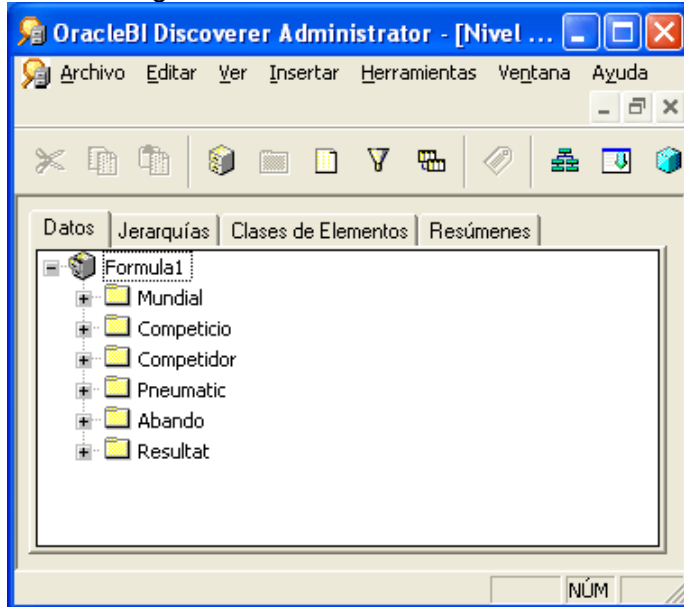 OracleBI Discoverer Administrator - [Nivel ...
Archivo Editar Ver Insertar Herramientas Ventana Ayuda
Datos Jerarquías Clases de Elementos Resúmenes
Formula1
Mundial
Competicio
Competidor
Pneumatic
Abando
Resultat
NÚM